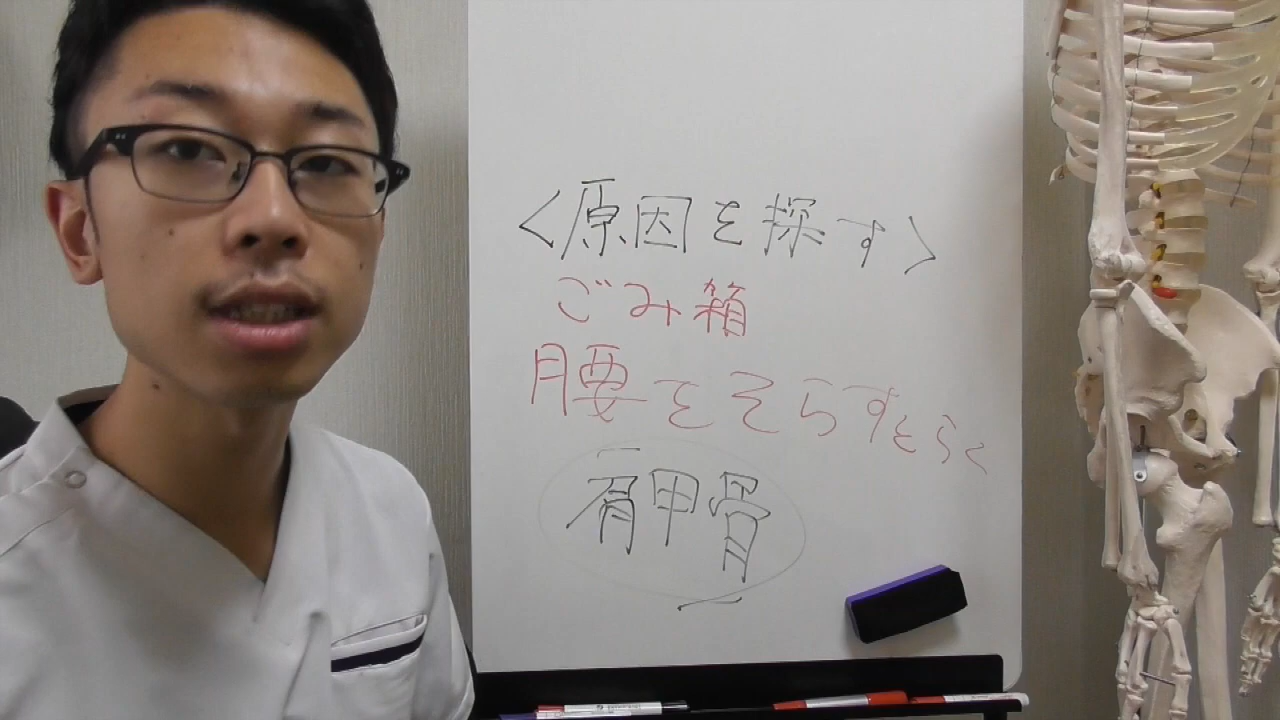 〈原因を探す〉
ごみ箱
腰をそらすとらく
肩甲骨